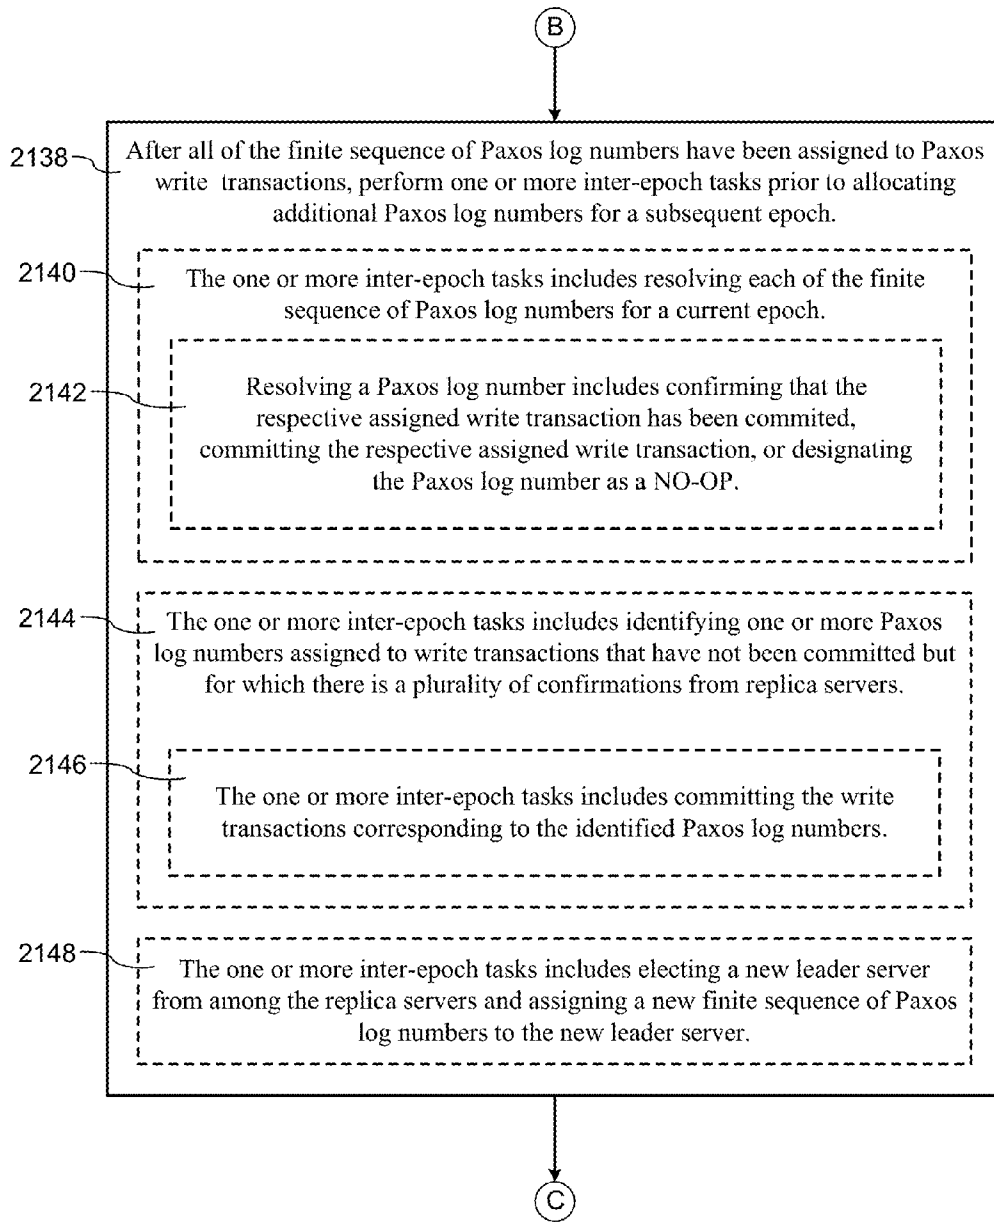 B
2138
After all of the finite sequence of Paxos log numbers have been assigned to Paxos
write transactions, perform one or more inter-epoch tasks prior to allocating
additional Paxos log numbers for a subsequent epoch.
2140
The one or more inter-epoch tasks includes resolving each of the finite
sequence of Paxos log numbers for a current epoch.
2142
Resolving a Paxos log number includes confirming that the
respective assigned write transaction has been commited,
committing the respective assigned write transaction, or designating
the Paxos log number as a NO-OP.
2144
The one or more inter-epoch tasks includes identifying one or more Paxos
log numbers assigned to write transactions that have not been committed but
for which there is a plurality of confirmations from replica servers.
2146
The one or more inter-epoch tasks includes committing the write
transactions corresponding to the identified Paxos log numbers.
2148
The one or more inter-epoch tasks includes electing a new leader server
from among the replica servers and assigning a new finite sequence of Paxos
log numbers to the new leader server.
C